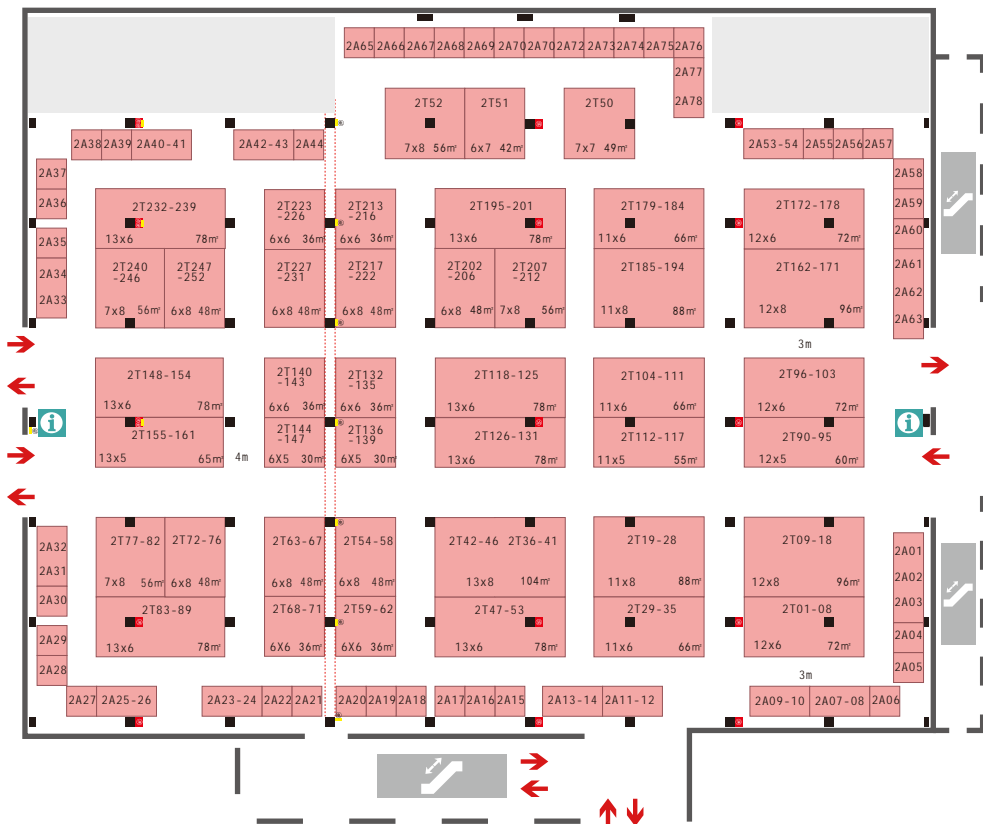 2A65 2A66 2A67 2A68 2A69 2A70 2A70 2A72 2A73 2A74 2A75 2A76
2A77
2A78
2T52 2T51 2T50
7x8 56㎡ 6x7 42㎡ 7x7 49㎡
2A38 2A39 2A40-41 2A42-43 2A44 2A53-54 2A55 2A56 2A57
2A37
2A36
2A35
2A34
2A33
2A58
2A59
2A60
2A61
2A62
2A63
2T232-239
13x6 78㎡
2T223
-226
6x6 36㎡
2T213
-216
6x6 36㎡
2T195-201
13x6 78㎡
2T179-184
11x6 66㎡
2T172-178
12x6 72㎡
2T240
-246
7x8 56㎡
2T247
-252
6x8 48㎡
2T227
-231
6x8 48㎡
2T217
-222
6x8 48㎡
2T202
-206
6x8 48㎡
2T207
-212
7x8 56㎡
2T185-194
11x8 88㎡
2T162-171
12x8 96㎡
3m
2T148-154
13x6 78㎡
2T140
-143
6x6 36㎡
2T132
-135
6x6 36㎡
2T118-125
13x6 78㎡
2T104-111
11x6 66㎡
2T96-103
12x6 72㎡
2T155-161
13x5 65㎡
4m
2T144
-147
6X5 30㎡
2T136
-139
6X5 30㎡
2T126-131
13x6 78㎡
2T112-117
11x5 55㎡
2T90-95
12x5 60㎡
2A32
2A31
2A30
2A29
2A28
2T77-82
7x8 56㎡
2T72-76
6x8 48㎡
2T63-67
6x8 48㎡
2T54-58
6x8 48㎡
2T42-46 2T36-41
13x8 104㎡
2T19-28
11x8 88㎡
2T09-18
12x8 96㎡
2T83-89
13x6 78㎡
2T68-71
6X6 36㎡
2T59-62
6X6 36㎡
2T47-53
13x6 78㎡
2T29-35
11x6 66㎡
2T01-08
12x6 72㎡
3m
2A01
2A02
2A03
2A04
2A05
2A27 2A25-26 2A23-24 2A22 2A21 2A20 2A19 2A18 2A17 2A16 2A15 2A13-14 2A11-12 2A09-10 2A07-08 2A06